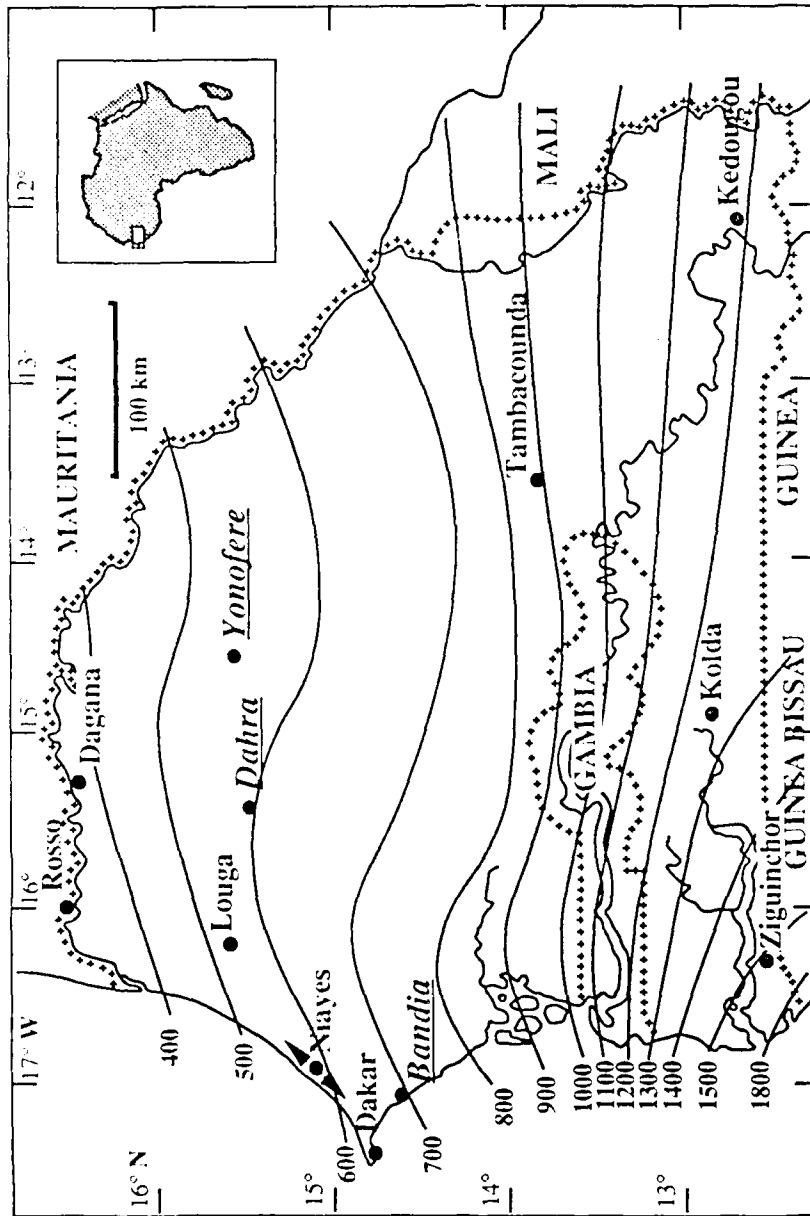 17° W
16°
15°
14°
13°
12°
16° N
15°
14°
13°
MAURITANIA
100 km
Rosso
Dagana
Louga
Dahra
Yonofere
Niayes
Dakar
Bandia
MALI
Tambacounda
GAMBIA
Kolda
Kedougou
Ziguinchor
GUINEA BISSAU
GUINEA
400
500
600
700
800
900
1000
1100
1200
1300
1400
1500
1800